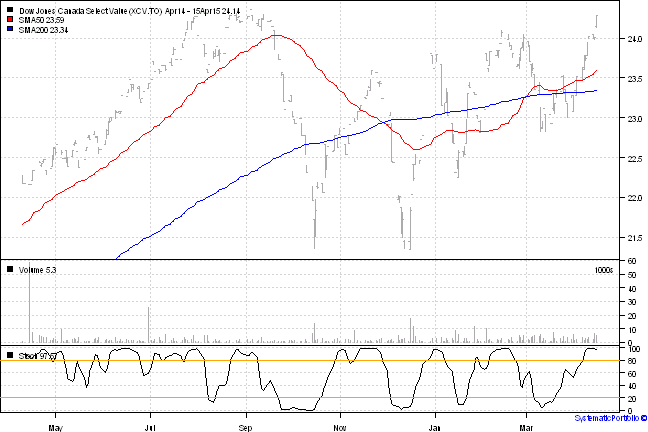 Dow Jones Canada Select Value (XCV.TO) Apr14 - 15Apr15 24.14
SMA50 23.59
SMA200 23.34
24.0
23.5
23.0
22.5
22.0
21.5
Volume 5.3
1000s
60
50
40
30
20
10
0
100
80
60
40
20
0
May
Jul
Sep
Nov
Jan
Mar
SystematicPortfolio ©